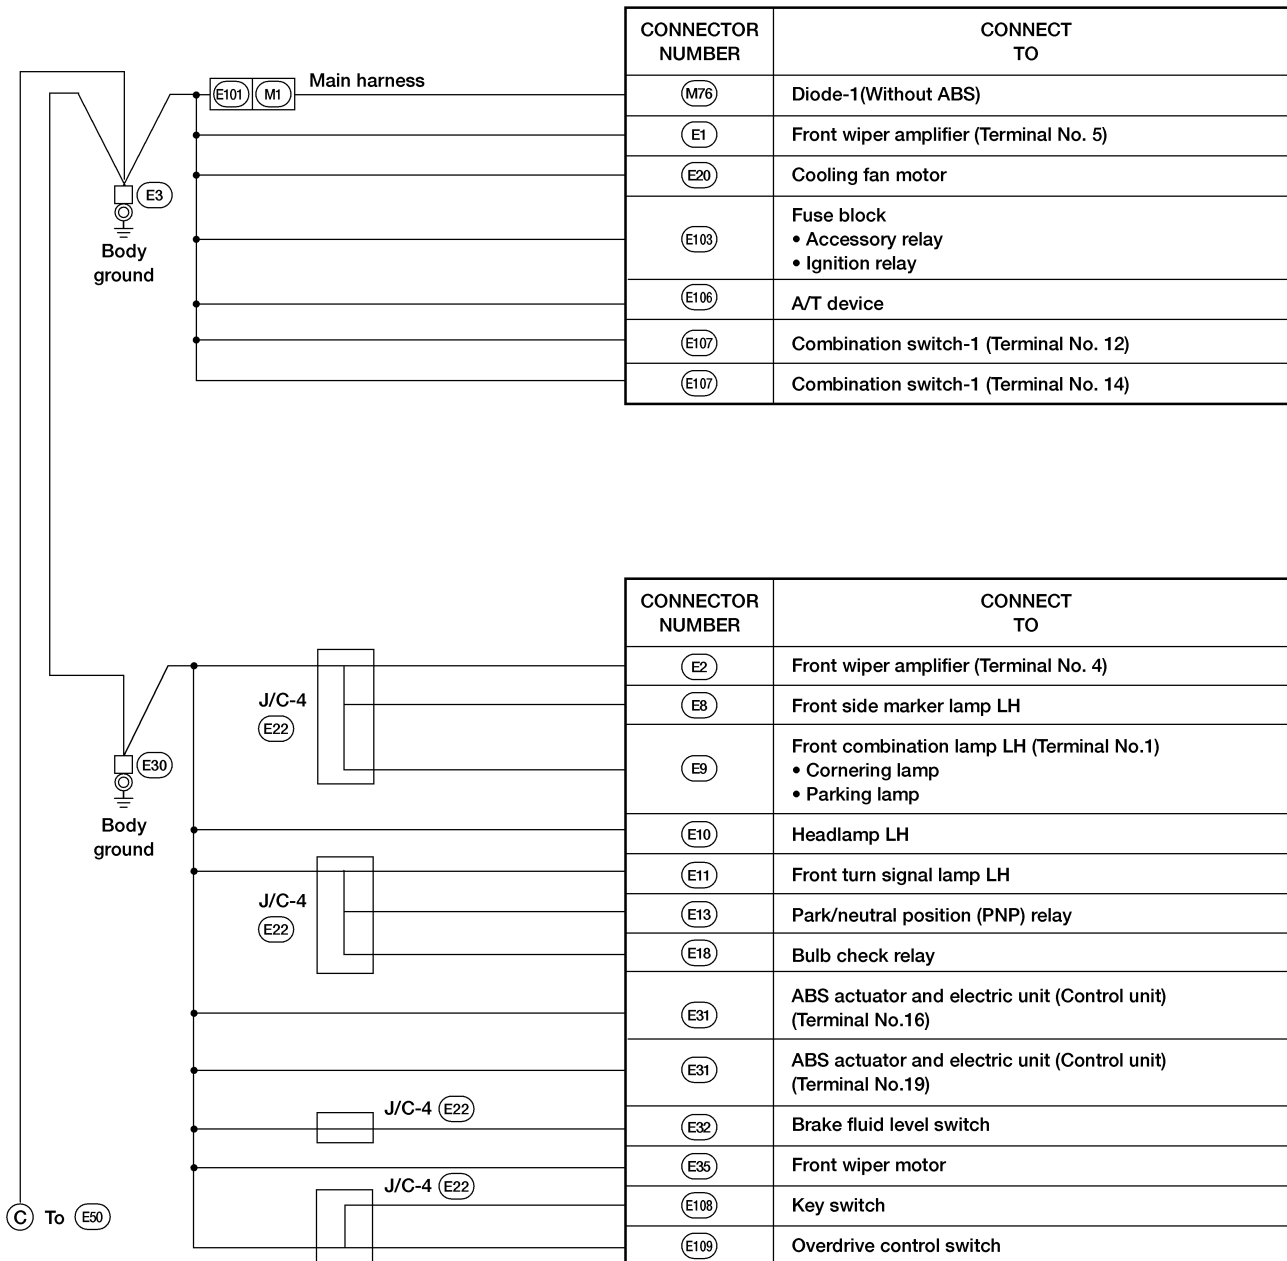 CONNECTOR NUMBER
CONNECT TO
E101 M1 Main harness
M76 Diode-1(Without ABS)
E1 Front wiper amplifier (Terminal No. 5)
E20 Cooling fan motor
E3
Body
ground
E103
Fuse block
• Accessory relay
• Ignition relay
E106 A/T device
E107 Combination switch-1 (Terminal No. 12)
E107 Combination switch-1 (Terminal No. 14)
CONNECTOR NUMBER
CONNECT TO
E2 Front wiper amplifier (Terminal No. 4)
J/C-4
E22
E8 Front side marker lamp LH
E30
Body
ground
E9
Front combination lamp LH (Terminal No.1)
• Cornering lamp
• Parking lamp
E10 Headlamp LH
E11 Front turn signal lamp LH
J/C-4
E22
E13 Park/neutral position (PNP) relay
E18 Bulb check relay
E31
ABS actuator and electric unit (Control unit)
(Terminal No.16)
E31
ABS actuator and electric unit (Control unit)
(Terminal No.19)
J/C-4 E22
E32 Brake fluid level switch
E35 Front wiper motor
J/C-4 E22
E108 Key switch
C To E50
E109 Overdrive control switch